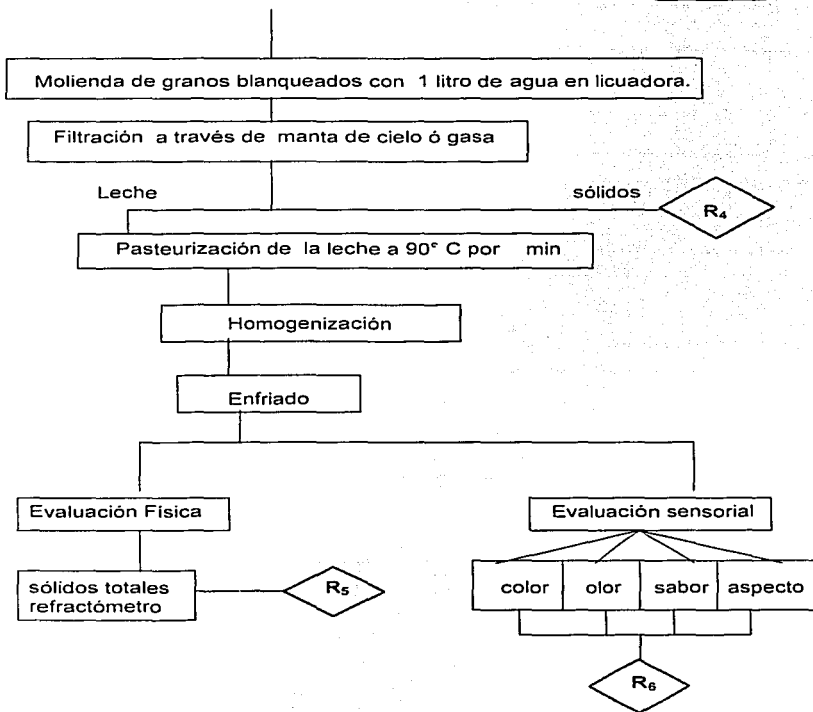 Molienda de granos blanqueados con 1 litro de agua en licuadora.
Filtración a través de manta de cielo ó gasa
Leche
sólidos
R₄
Pasteurización de la leche a 90° C por min
Homogenización
Enfriado
Evaluación Física
Evaluación sensorial
sólidos totales
refractómetro
R₅
color olor sabor aspecto
R₆